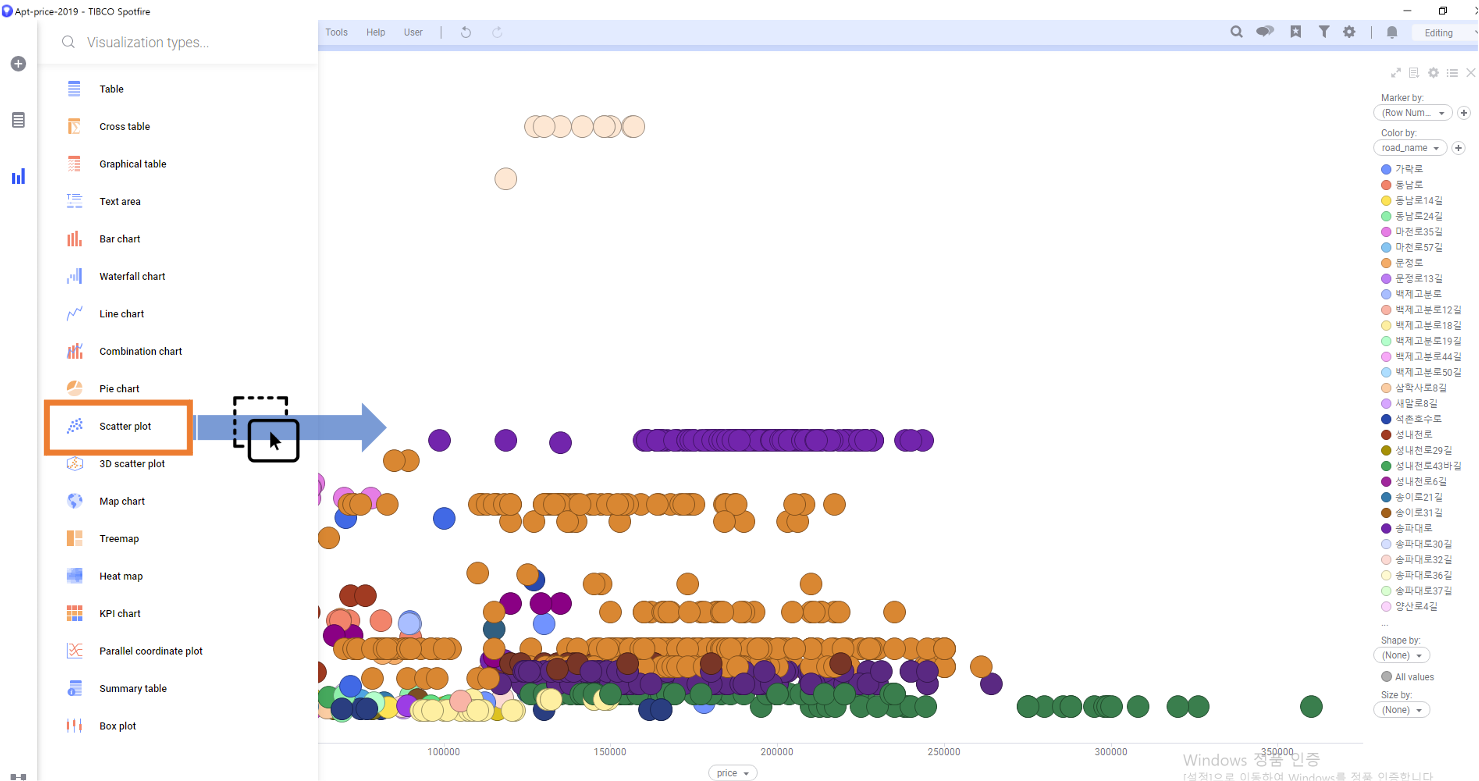 Apt-price-2019 - TIBCO Spotfire
Visualization types...
Tools Help User
Editing
Table
Cross table
Graphical table
Text area
Bar chart
Waterfall chart
Line chart
Combination chart
Pie chart
Scatter plot
3D scatter plot
Map chart
Treemap
Heat map
KPI chart
Parallel coordinate plot
Summary table
Box plot
100000 150000 200000 250000 300000 350000
price
Marker by:
(Row Num...
Color by:
road_name
가락로
동남로
동남로14길
동남로24길
마천로35길
마천로57길
문정로
문정로13길
백제고분로
백제고분로12길
백제고분로18길
백제고분로19길
백제고분로44길
백제고분로50길
삼학사로8길
새말로8길
석촌호수로
성내천로
성내천로29길
성내천로43바길
성내천로6길
송이로21길
송이로31길
송파대로
송파대로30길
송파대로32길
송파대로36길
송파대로37길
양산로4길
...
Shape by:
(None)
All values
Size by:
(None)
Windows 정품 인증
[설정]으로 이동하여 Windows를 정품 인증합니다